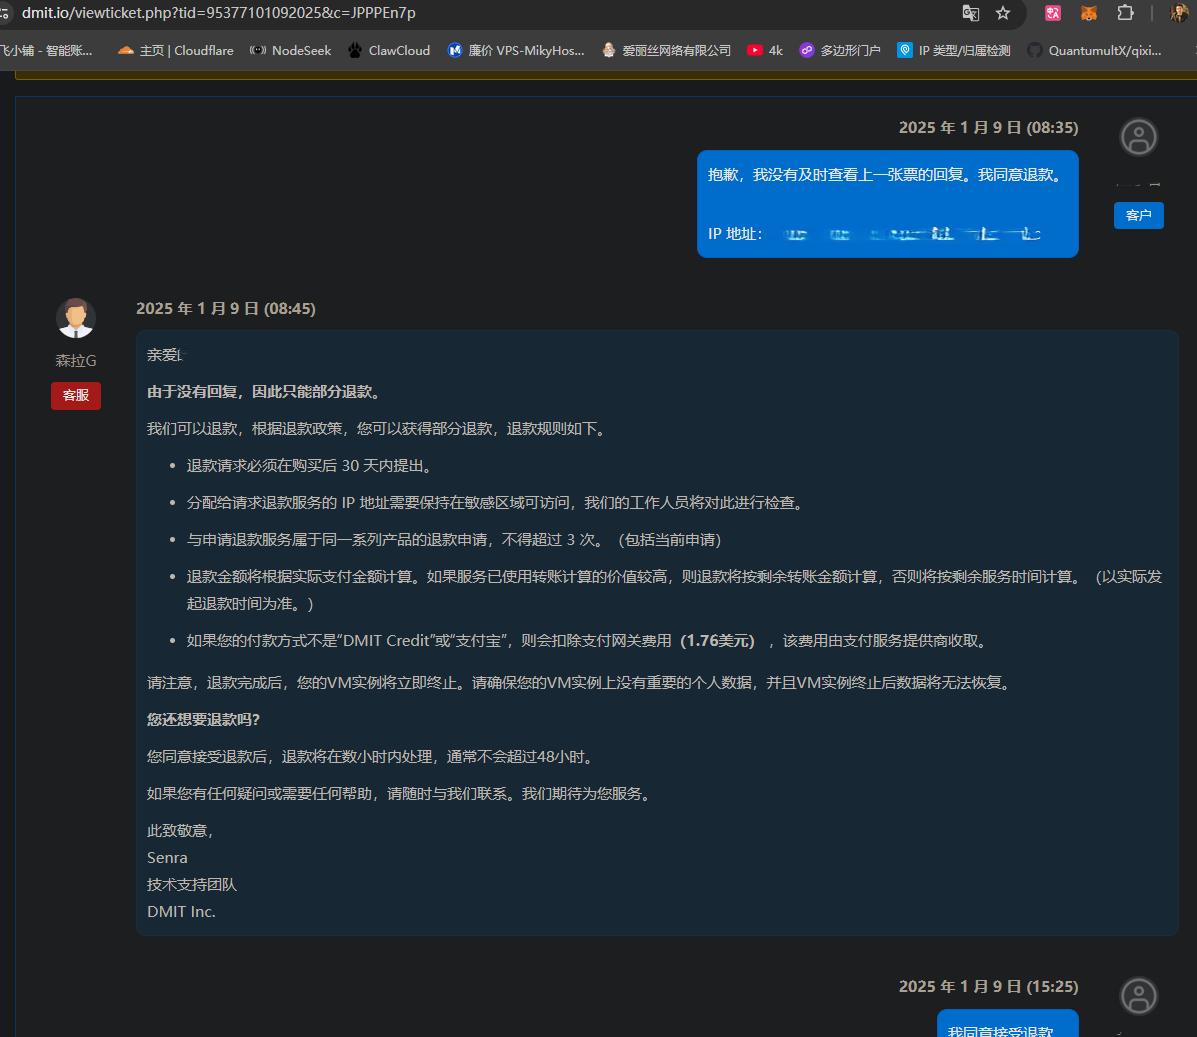 dmit.io/viewticket.php?tid=95377101092025&c=JPPPEn7p
飞小铺 - 智能账...
主页 | Cloudflare
NodeSeek
ClawCloud
廉价 VPS-MikyHos...
爱丽丝网络有限公司
4k
多边形门户
IP 类型/归属检测
QuantumultX/qixi...
2025 年 1 月 9 日 (08:35)
抱歉，我没有及时查看上一张票的回复。我同意退款。
IP 地址：
客户
2025 年 1 月 9 日 (08:45)
森拉G
客服
亲爱
由于没有回复，因此只能部分退款。
我们可以退款，根据退款政策，您可以获得部分退款，退款规则如下。
• 退款请求必须在购买后 30 天内提出。
• 分配给请求退款服务的 IP 地址需要保持在敏感区域可访问，我们的工作人员将对此进行检查。
• 与申请退款服务属于同一系列产品的退款申请，不得超过 3 次。（包括当前申请）
• 退款金额将根据实际支付金额计算。如果服务已使用转账计算的价值较高，则退款将按剩余转账金额计算，否则将按剩余服务时间计算。（以实际发
起退款时间为准。）
• 如果您的付款方式不是“DMIT Credit”或“支付宝”，则会扣除支付网关费用（1.76美元），该费用由支付服务提供商收取。
请注意，退款完成后，您的VM实例将立即终止。请确保您的VM实例上没有重要的个人数据，并且VM实例终止后数据将无法恢复。
您还想要退款吗？
您同意接受退款后，退款将在数小时内处理，通常不会超过48小时。
如果您有任何疑问或需要任何帮助，请随时与我们联系。我们期待为您服务。
此致敬意，
Senra
技术支持团队
DMIT Inc.
2025 年 1 月 9 日 (15:25)
我同意接受退款